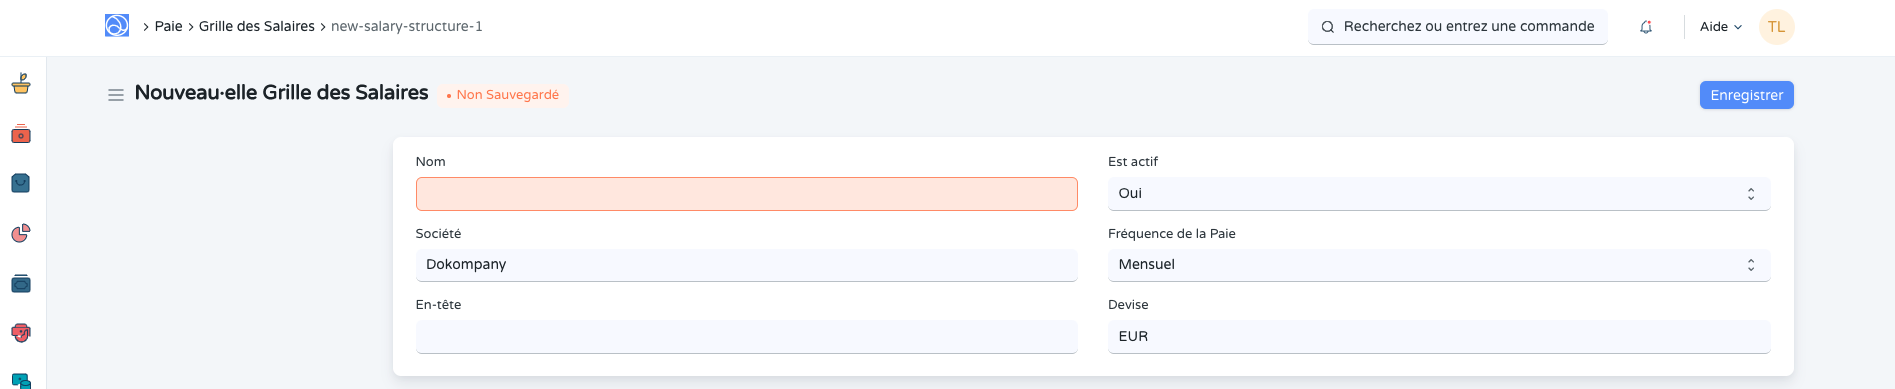 > Paie > Grille des Salaires > new-salary-structure-1
Recherchez ou entrez une commande
Aide
TL
Nouveau·elle Grille des Salaires
• Non Sauvegardé
Enregistrer
Nom
Est actif
Oui
Société
Fréquence de la Paie
Dokompany
Mensuel
En-tête
Devise
EUR